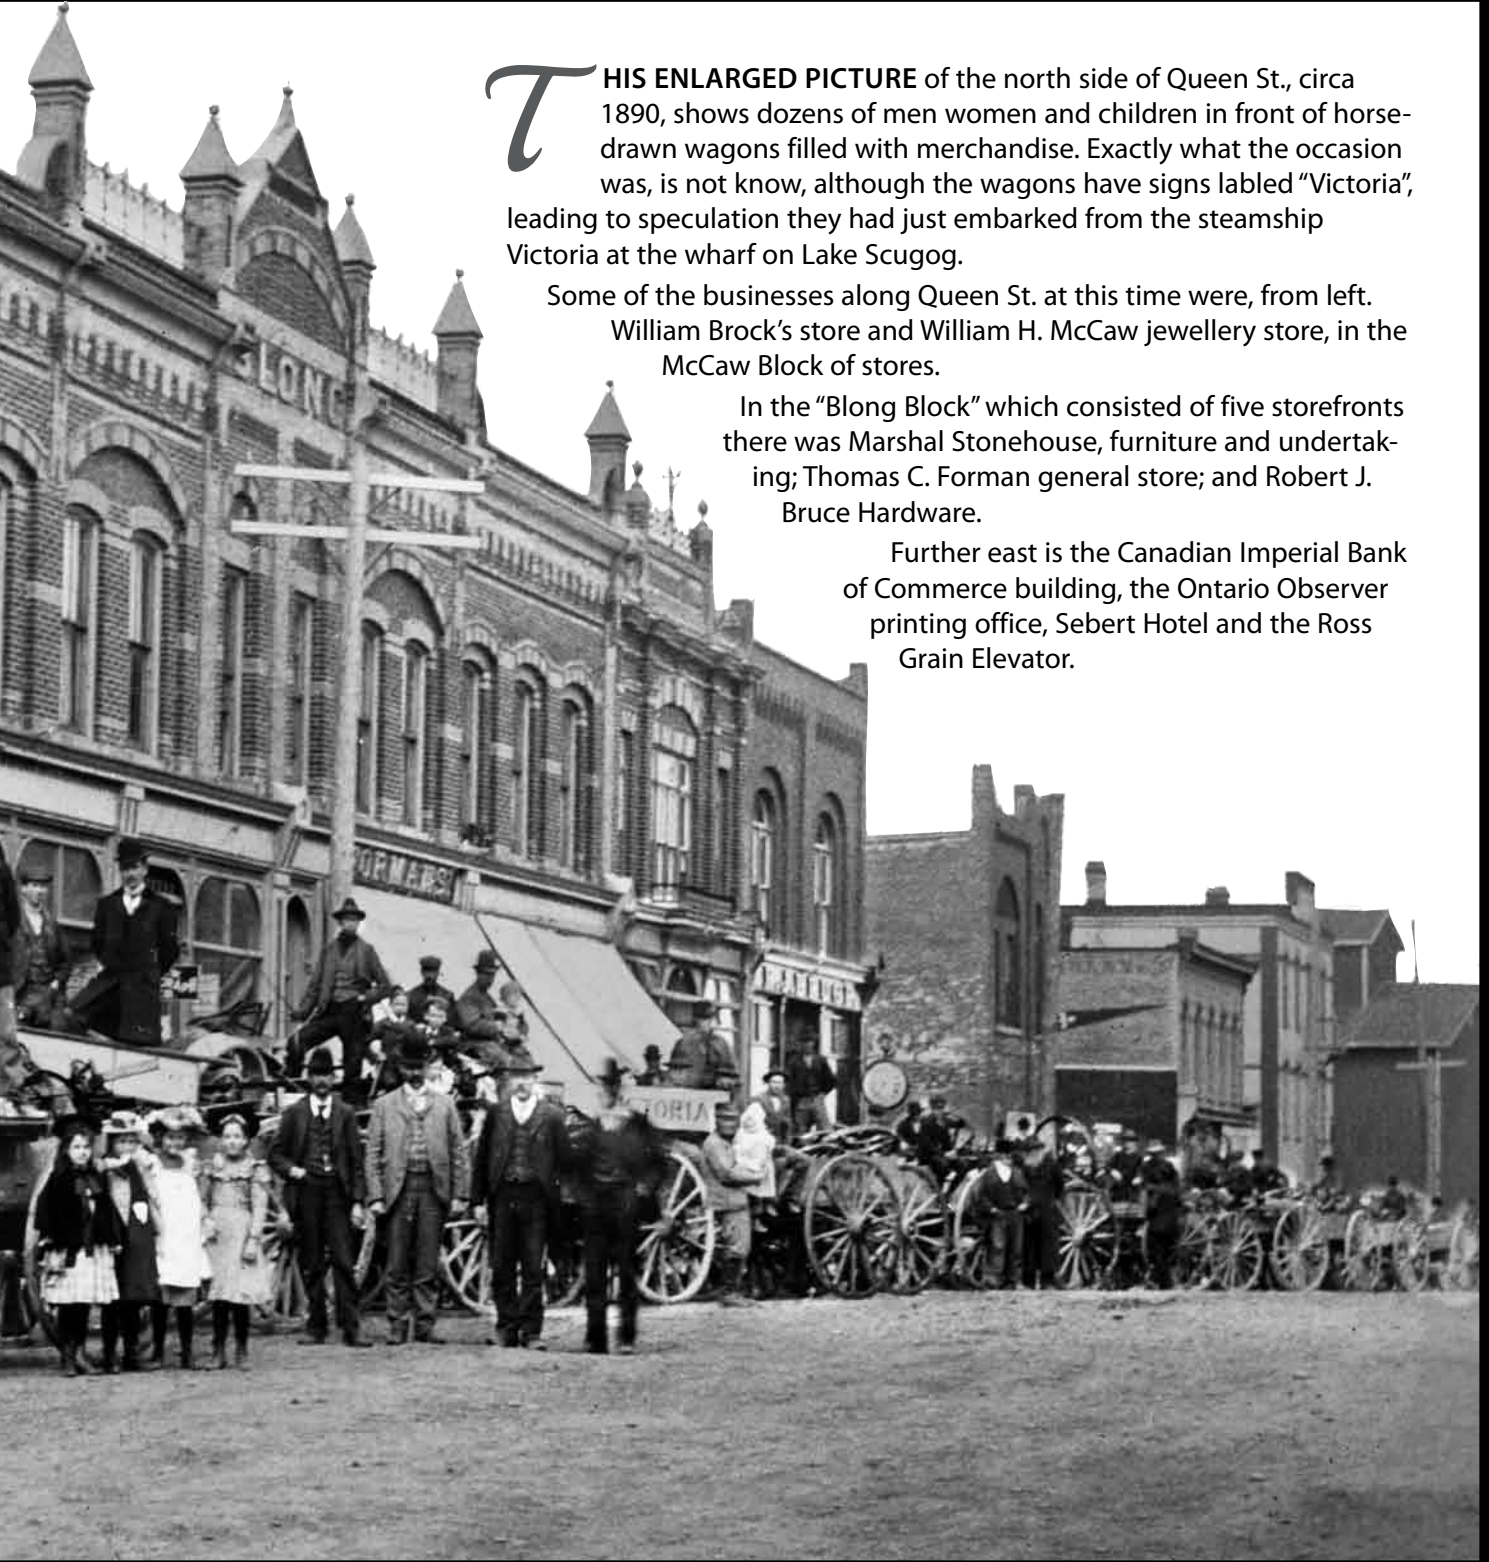 THIS ENLARGED PICTURE of the north side of Queen St., circa
1890, shows dozens of men women and children in front of horse-
drawn wagons filled with merchandise. Exactly what the occasion
was, is not know, although the wagons have signs labled “Victoria”,
leading to speculation they had just embarked from the steamship
Victoria at the wharf on Lake Scugog.
Some of the businesses along Queen St. at this time were, from left.
William Brock’s store and William H. McCaw jewellery store, in the
McCaw Block of stores.
In the “Blong Block” which consisted of five storefronts
there was Marshal Stonehouse, furniture and undertak-
ing; Thomas C. Forman general store; and Robert J.
Bruce Hardware.
Further east is the Canadian Imperial Bank
of Commerce building, the Ontario Observer
printing office, Sebert Hotel and the Ross
Grain Elevator.
BLONG
TORIA